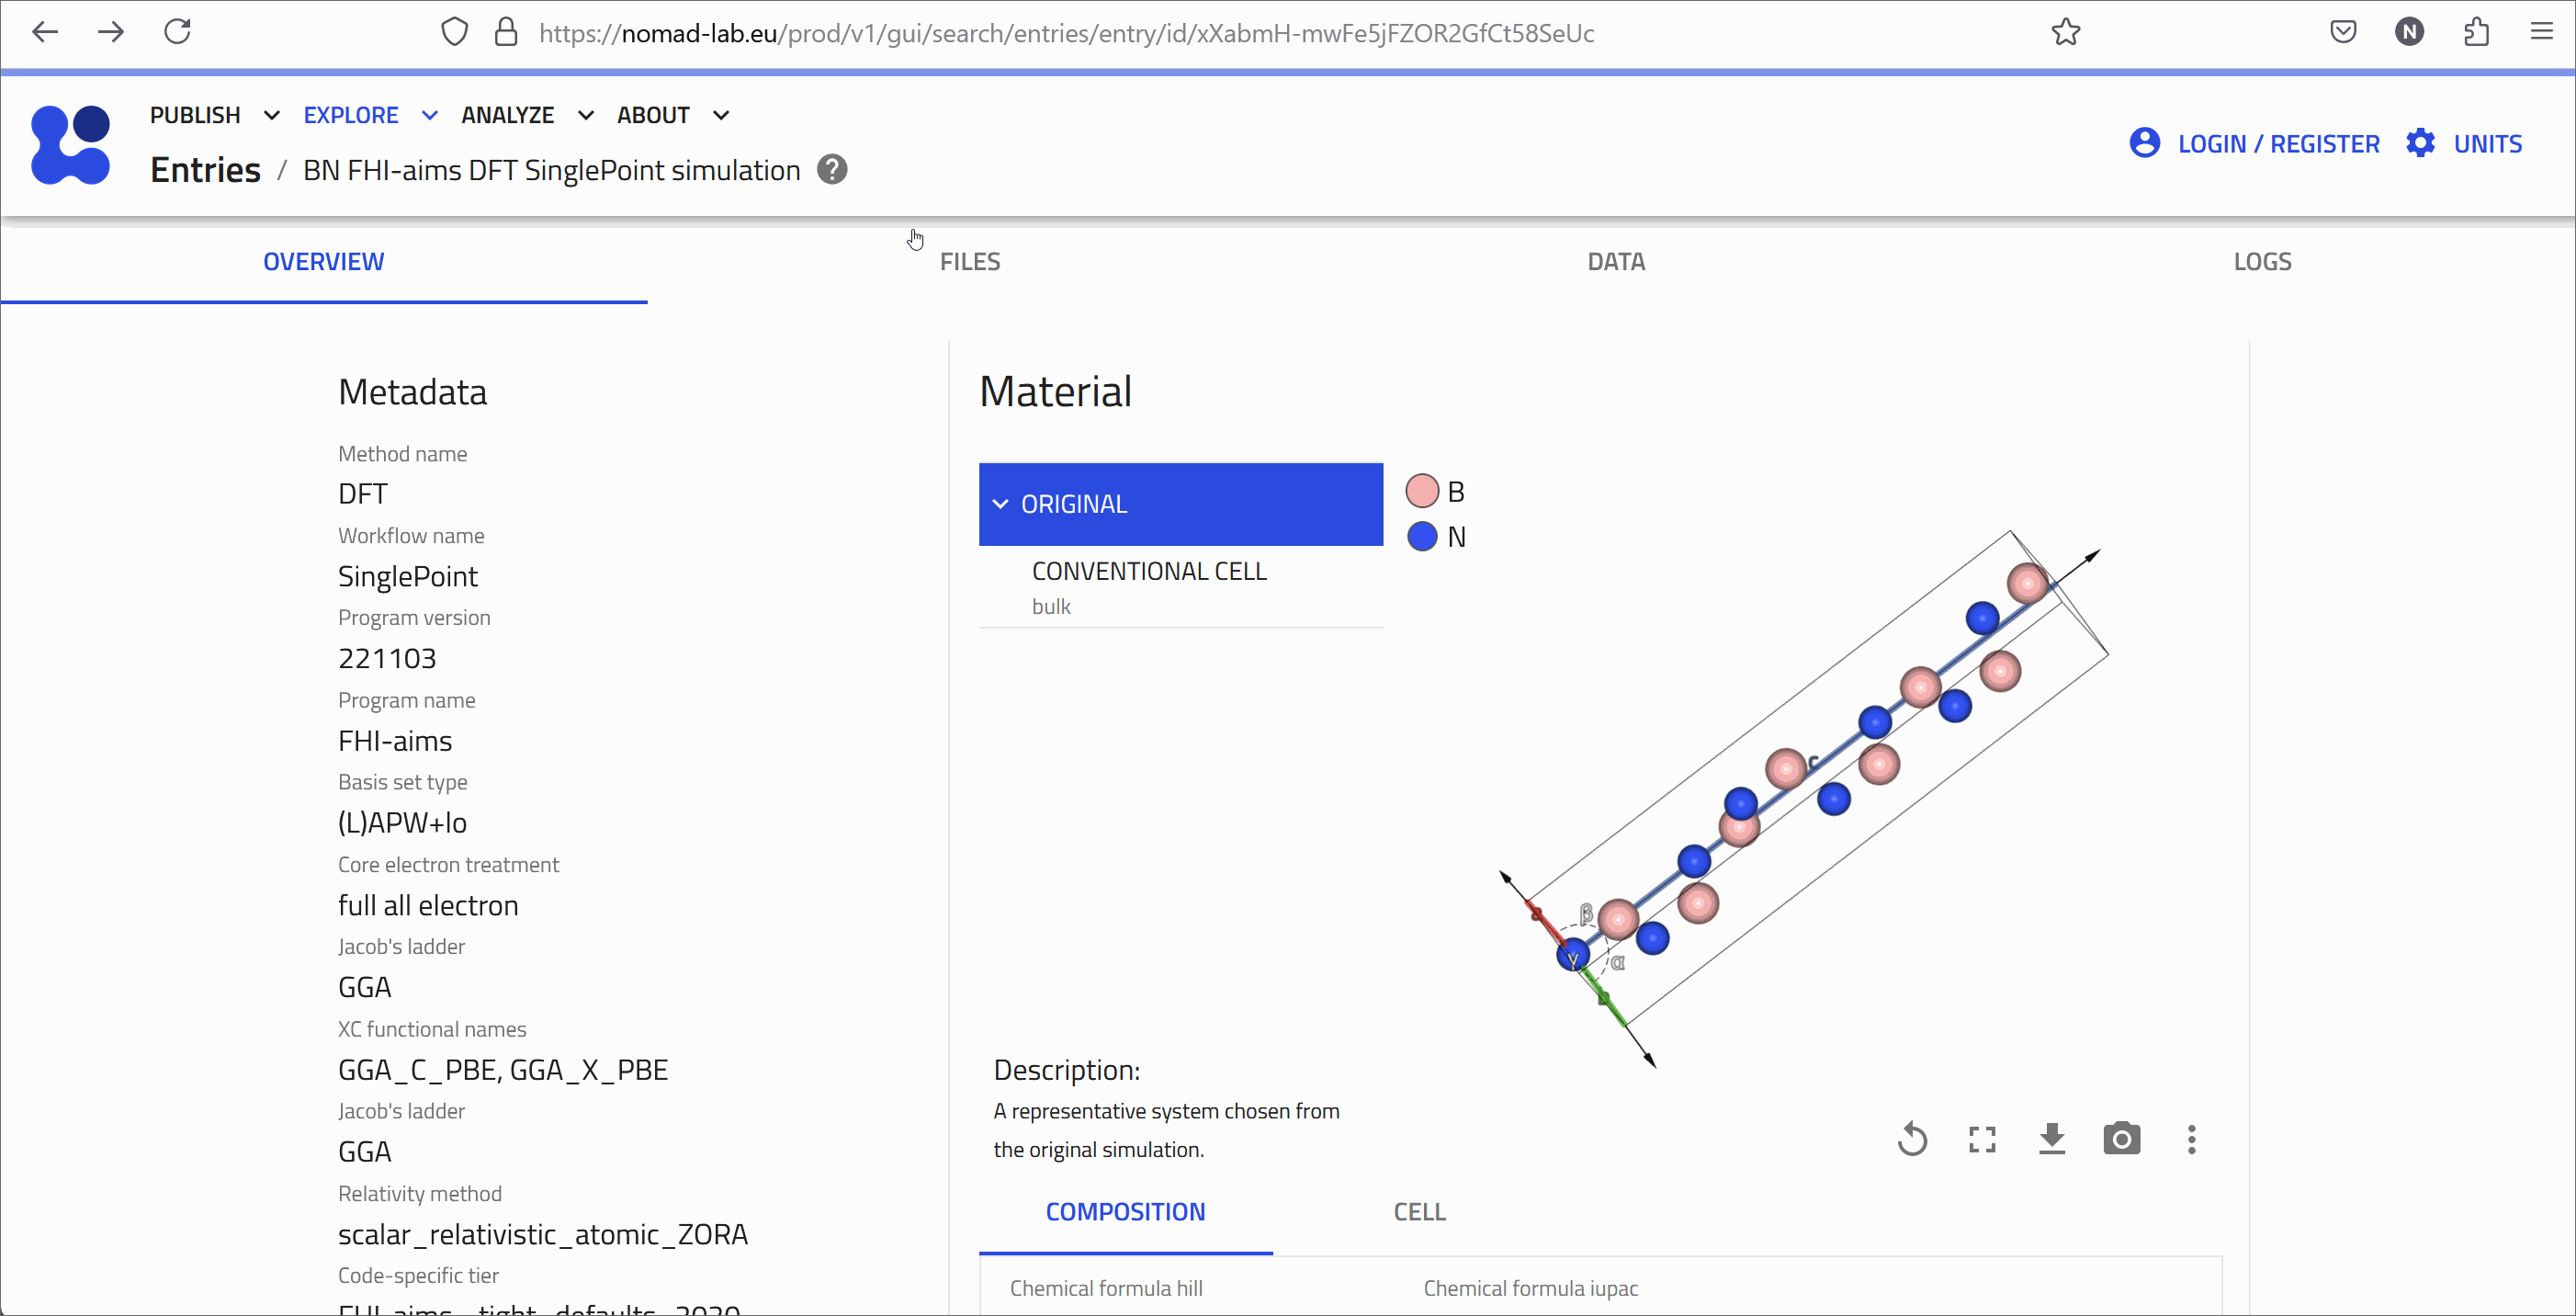 https://nomad-lab.eu/prod/v1/gui/search/entries/entry/id/xXabmH-mwFe5jFZOR2GfCt58SeUc
N
PUBLISH EXPLORE ANALYZE ABOUT
Entries / BN FHI-aims DFT SinglePoint simulation ?
LOGIN / REGISTER UNITS
OVERVIEW FILES DATA LOGS
Metadata
Method name
DFT
Workflow name
SinglePoint
Program version
221103
Program name
FHI-aims
Basis set type
(L)APW+lo
Core electron treatment
full all electron
Jacob's ladder
GGA
XC functional names
GGA_C_PBE, GGA_X_PBE
Jacob's ladder
GGA
Relativity method
scalar_relativistic_atomic_ZORA
Code-specific tier
FHI-aims - tight_defaults_2020
Material
ORIGINAL
CONVENTIONAL CELL
bulk
B
N
c
a
β
γ
α
b
Description:
A representative system chosen from
the original simulation.
COMPOSITION CELL
Chemical formula hill Chemical formula iupac